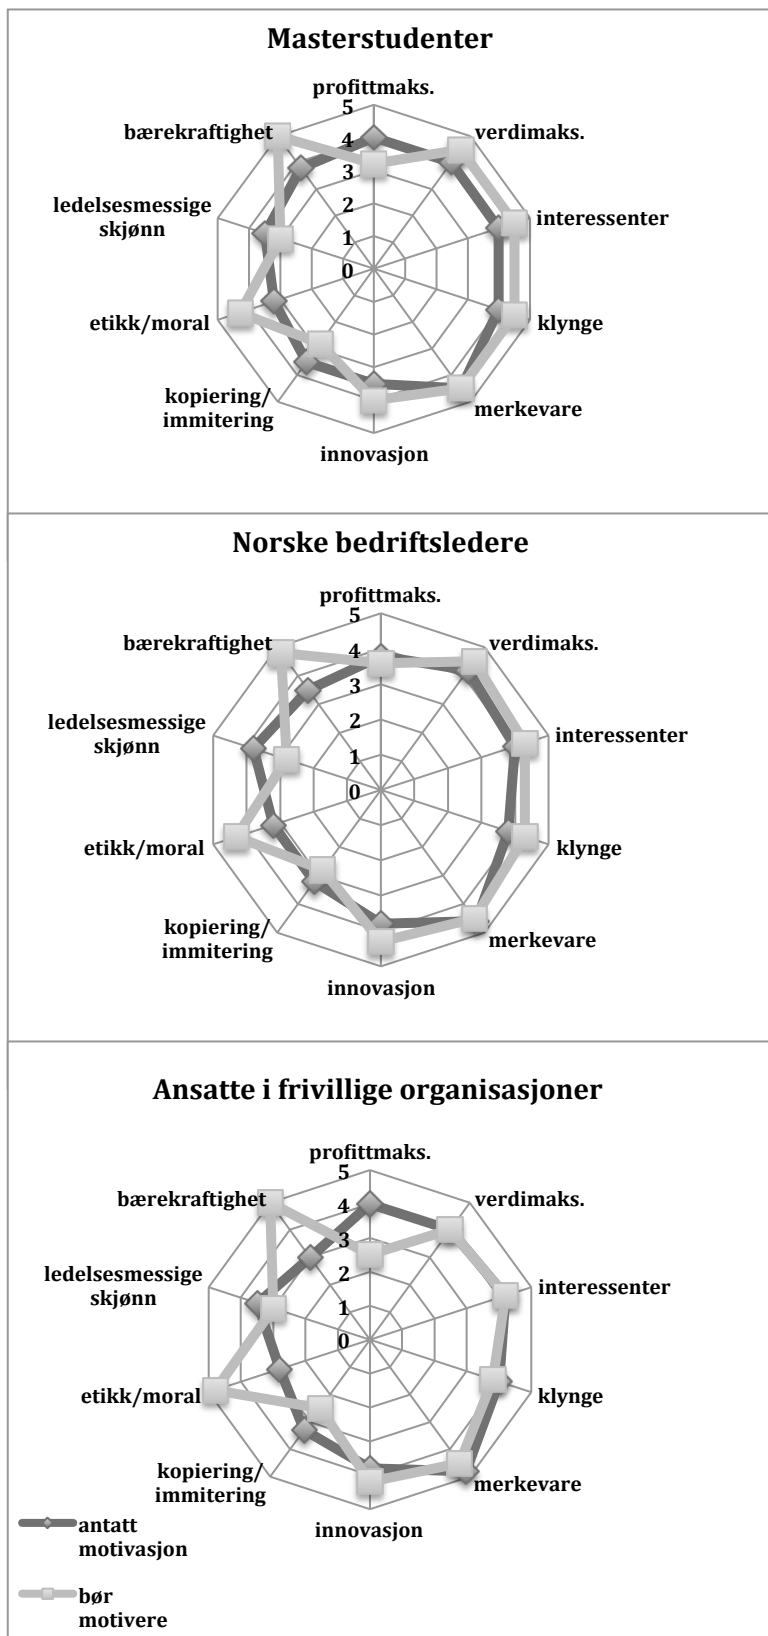 Masterstudenter
profittmaks.
verdimaks.
interessenter
klynge
merkevare
innovasjon
kopiering/
immitering
etikk/moral
ledelsesmessige
skjønn
bærekraftighet
5
4
3
2
1
0
Norske bedriftsledere
profittmaks.
verdimaks.
interessenter
klynge
merkevare
innovasjon
kopiering/
immitering
etikk/moral
ledelsesmessige
skjønn
bærekraftighet
5
4
3
2
1
0
Ansatte i frivillige organisasjoner
profittmaks.
verdimaks.
interessenter
klynge
merkevare
innovasjon
kopiering/
immitering
etikk/moral
ledelsesmessige
skjønn
bærekraftighet
5
4
3
2
1
0
antatt
motivasjon
bør
motivere